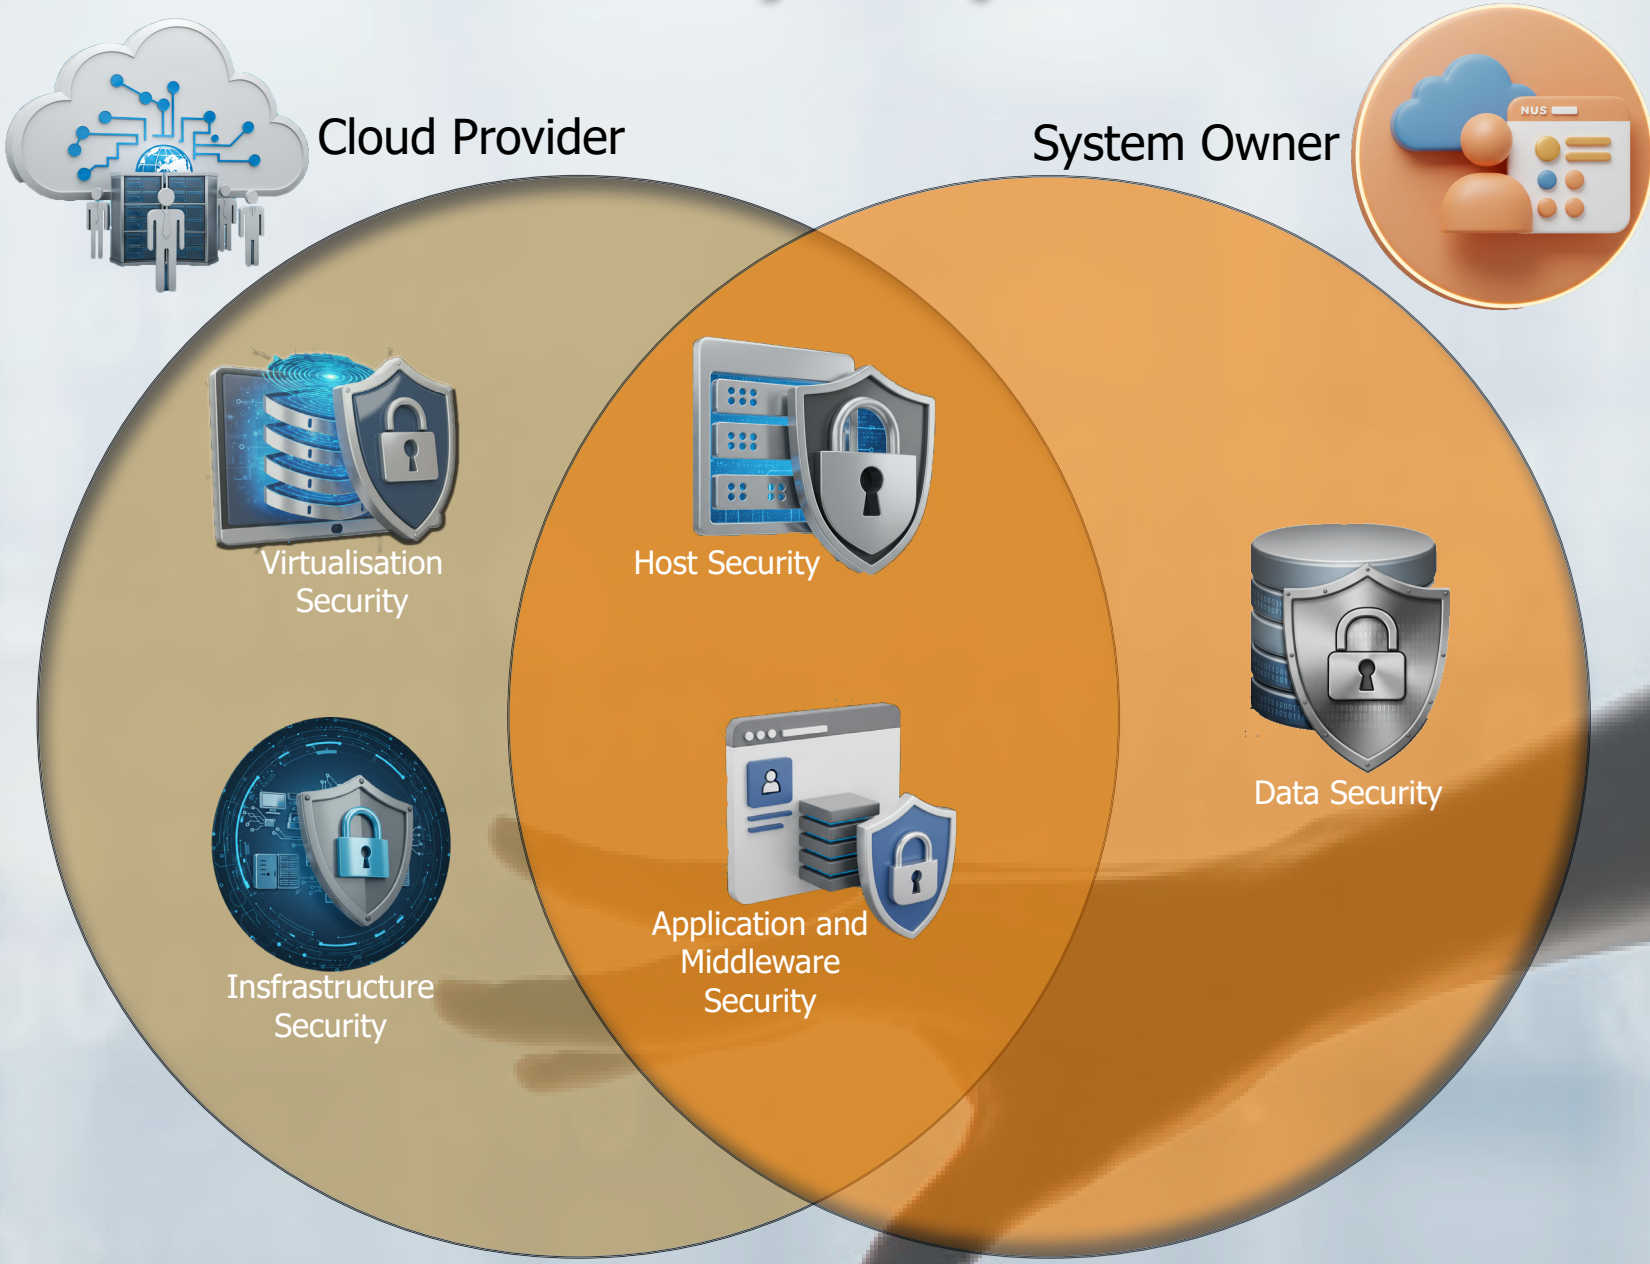 Cloud Provider
System Owner
NUS
Virtualisation
Security
Host Security
Data Security
Insfrastructure
Security
Application and
Middleware
Security